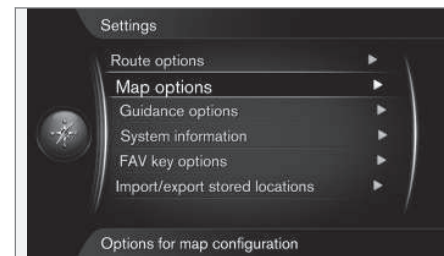 Settings
Route options
Map options
Guidance options
System information
FAV key options
Import/export stored locations
Options for map configuration